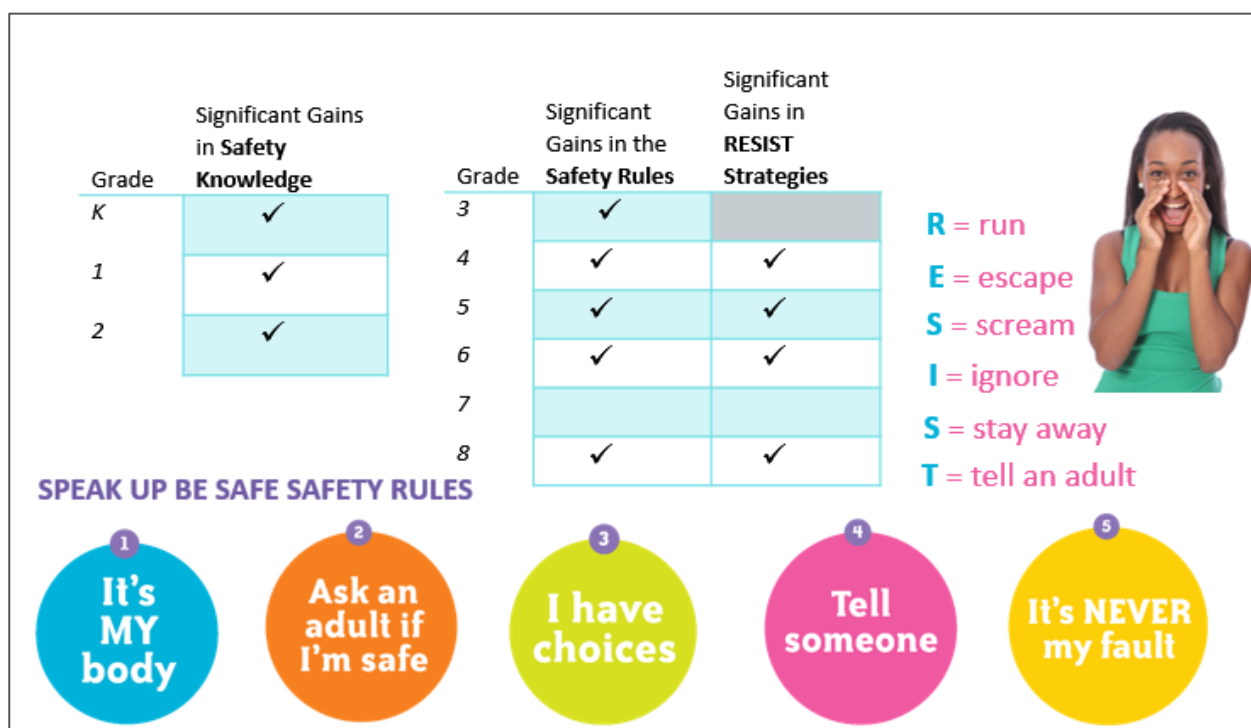 Significant Gains
in Safety
Knowledge
Grade
K ✓
1 ✓
2 ✓
Significant
Gains in the
Safety Rules
Significant
Gains in
RESIST
Strategies
Grade
3 ✓
4 ✓ ✓
5 ✓ ✓
6 ✓ ✓
7
8 ✓ ✓
R = run
E = escape
S = scream
I = ignore
S = stay away
T = tell an adult
SPEAK UP BE SAFE SAFETY RULES
1
It's
MY
body
2
Ask an
adult if
I'm safe
3
I have
choices
4
Tell
someone
5
It's NEVER
my fault